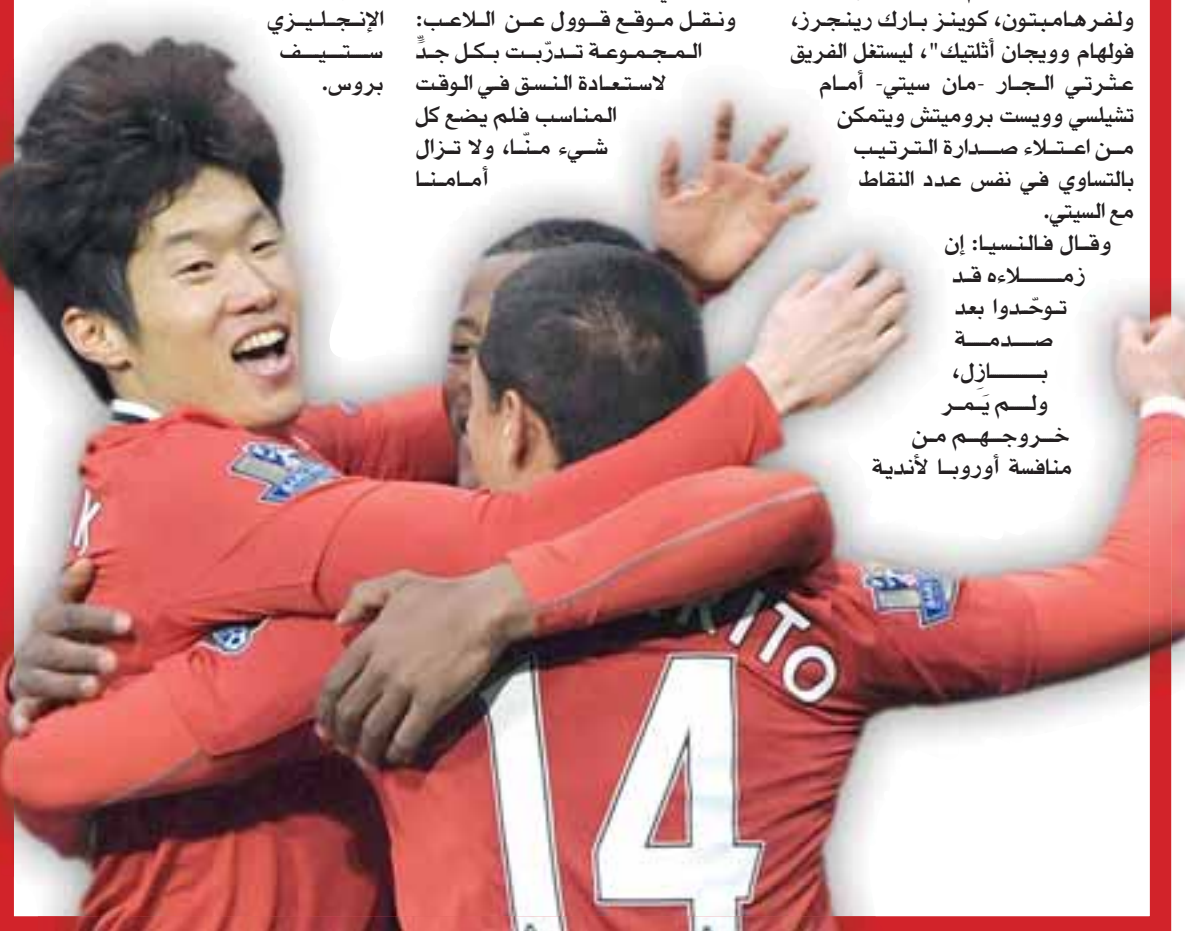 ولفرهامبتون، كوينز بارك رينجرز،
فولهام وويجان أثلتيك"، ليستغل الفريق
عثرتي الجار -مان سيتي- أمام
تشيلسي وويست بروميتش ويتمكن
من اعتلاء صدارة الترتيب
بالتساوي في نفس عدد النقاط
مع السيتي.
وقال فالنسيا: إن
زملاءه قد
توحّدوا بعد
صدمة
بازل،
ولم يَمر
خروجهم من
منافسة أوروبا لأندية
ونقل موقع قوول عن اللاعب:
المجموعة تدرّبت بكل جدٍّ
لاستعادة النسق في الوقت
المناسب فلم يضع كل
شيء منّا، ولا تزال
أمامنا
الإنجليزي
ستيف
بروس.
K
ITO
14